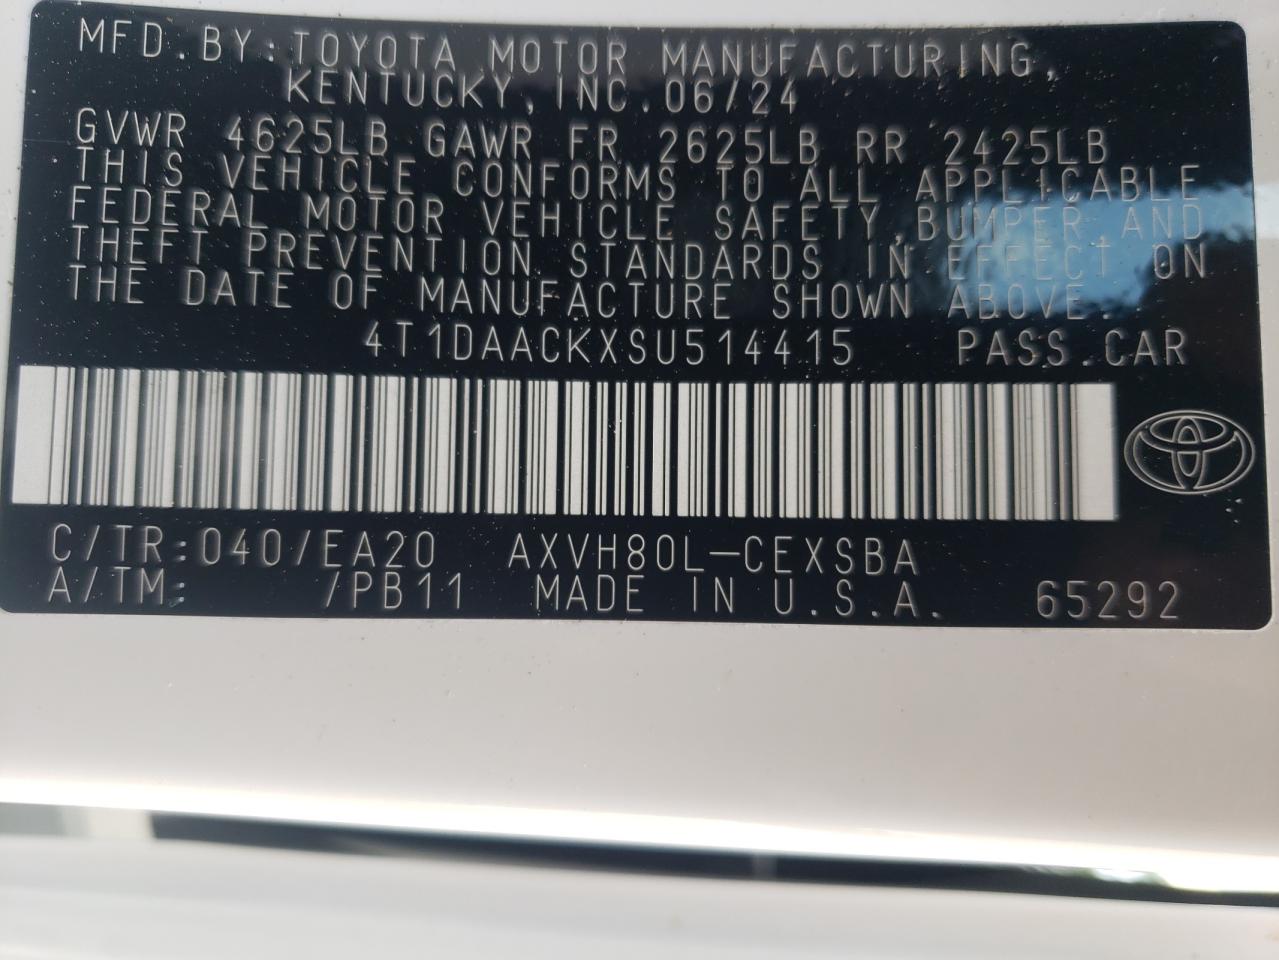 MFD.BY:TOYOTA MOTOR MANUFACTURING,
KENTUCKY,INC.06/24
GVWR 4625LB GAWR FR 2625LB RR 2425LB
THIS VEHICLE CONFORMS TO ALL APPLICABLE
FEDERAL MOTOR VEHICLE SAFETY,BUMPER,AND
THEFT PREVENTION STANDARDS IN EFFECT ON
THE DATE OF MANUFACTURE SHOWN ABOVE.
4T1DAACKXSU514415 PASS.CAR
C/TR:040/EA20 AXVH80L-CEXSBA
A/TM: /PB11 MADE IN U.S.A. 65292